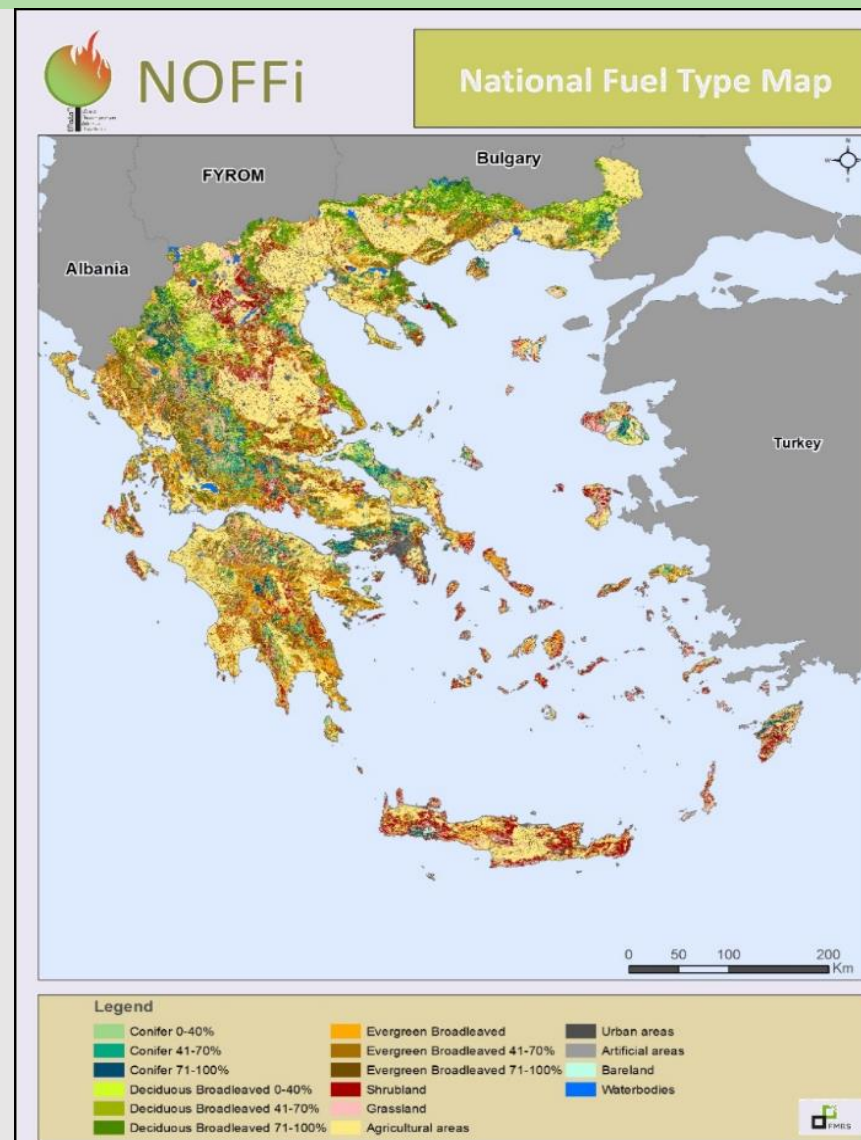 NOFFi
National Fuel Type Map
N
W
S
Bulgary
FYROM
Albania
Turkey
0 50 100 200
Km
Legend
Conifer 0-40%
Conifer 41-70%
Conifer 71-100%
Deciduous Broadleaved 0-40%
Deciduous Broadleaved 41-70%
Deciduous Broadleaved 71-100%
Evergreen Broadleaved
Evergreen Broadleaved 41-70%
Evergreen Broadleaved 71-100%
Shrubland
Grassland
Agricultural areas
Urban areas
Artificial areas
Bareland
Waterbodies
FMRS